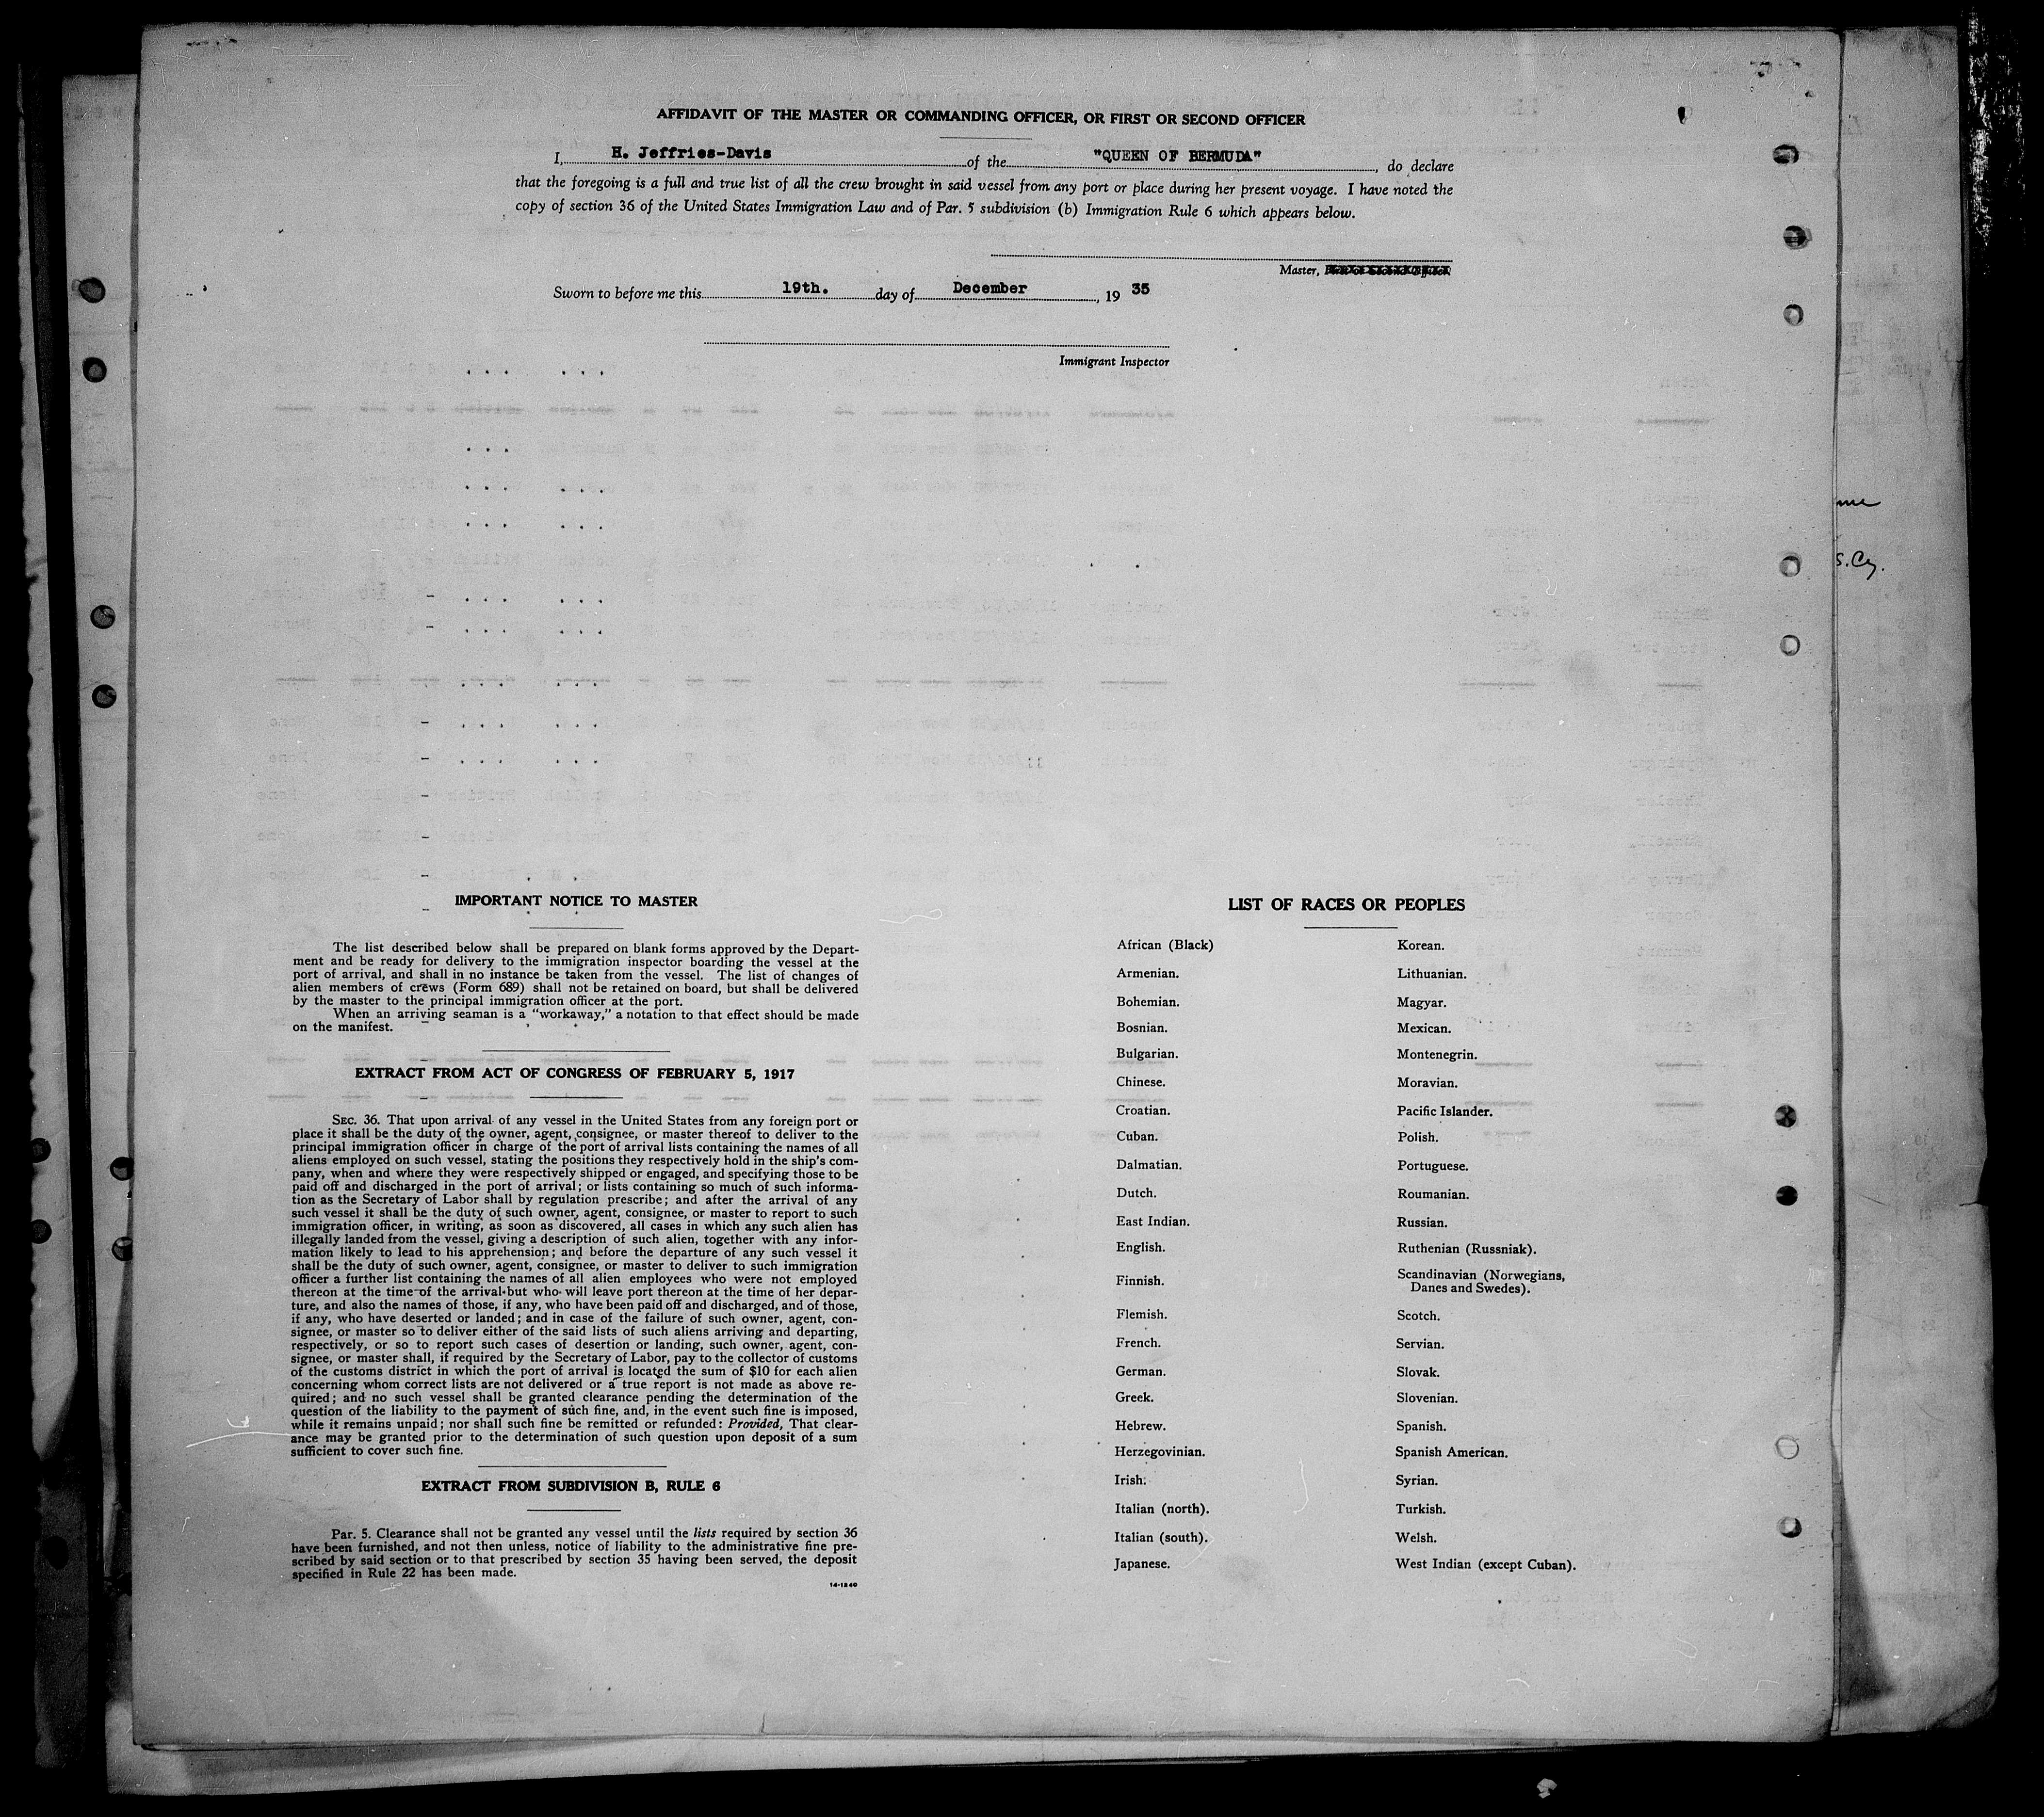 AFFIDAVIT OF THE MASTER OR COMMANDING OFFICER, OR FIRST OR SECOND OFFICER
I, H. Jeffries-Davis of the "QUEEN OF BERMUDA", do declare
that the foregoing is a full and true list of all the crew brought in said vessel from any port or place during her present voyage. I have noted the
copy of section 36 of the United States Immigration Law and of Par. 5 subdivision (b) Immigration Rule 6 which appears below.
Master, First or Second Officer.
Sworn to before me this 19th. day of December, 19 35
Immigrant Inspector
me
S. Cy.
IMPORTANT NOTICE TO MASTER
The list described below shall be prepared on blank forms approved by the Depart-
ment and be ready for delivery to the immigration inspector boarding the vessel at the
port of arrival, and shall in no instance be taken from the vessel. The list of changes of
alien members of crews (Form 689) shall not be retained on board, but shall be delivered
by the master to the principal immigration officer at the port.
When an arriving seaman is a "workaway," a notation to that effect should be made
on the manifest.
EXTRACT FROM ACT OF CONGRESS OF FEBRUARY 5, 1917
SEC. 36. That upon arrival of any vessel in the United States from any foreign port or
place it shall be the duty of the owner, agent, consignee, or master thereof to deliver to the
principal immigration officer in charge of the port of arrival lists containing the names of all
aliens employed on such vessel, stating the positions they respectively hold in the ship's com-
pany, when and where they were respectively shipped or engaged, and specifying those to be
paid off and discharged in the port of arrival; or lists containing so much of such informa-
tion as the Secretary of Labor shall by regulation prescribe; and after the arrival of any
such vessel it shall be the duty of such owner, agent, consignee, or master to report to such
immigration officer, in writing, as soon as discovered, all cases in which any such alien has
illegally landed from the vessel, giving a description of such alien, together with any infor-
mation likely to lead to his apprehension; and before the departure of any such vessel it
shall be the duty of such owner, agent, consignee, or master to deliver to such immigration
officer a further list containing the names of all alien employees who were not employed
thereon at the time of the arrival but who will leave port thereon at the time of her depar-
ture, and also the names of those, if any, who have been paid off and discharged, and of those,
if any, who have deserted or landed; and in case of the failure of such owner, agent, con-
signee, or master so to deliver either of the said lists of such aliens arriving and departing,
respectively, or so to report such cases of desertion or landing, such owner, agent, con-
signee, or master shall, if required by the Secretary of Labor, pay to the collector of customs
of the customs district in which the port of arrival is located the sum of $10 for each alien
concerning whom correct lists are not delivered or a true report is not made as above re-
quired; and no such vessel shall be granted clearance pending the determination of the
question of the liability to the payment of such fine, and, in the event such fine is imposed,
while it remains unpaid; nor shall such fine be remitted or refunded: Provided, That clear-
ance may be granted prior to the determination of such question upon deposit of a sum
sufficient to cover such fine.
EXTRACT FROM SUBDIVISION B, RULE 6
Par. 5. Clearance shall not be granted any vessel until the lists required by section 36
have been furnished, and not then unless, notice of liability to the administrative fine pre-
scribed by said section or to that prescribed by section 35 having been served, the deposit
specified in Rule 22 has been made.
14-1240
LIST OF RACES OR PEOPLES
African (Black)
Armenian.
Bohemian.
Bosnian.
Bulgarian.
Chinese.
Croatian.
Cuban.
Dalmatian.
Dutch.
East Indian.
English.
Finnish.
Flemish.
French.
German.
Greek.
Hebrew.
Herzegovinian.
Irish.
Italian (north).
Italian (south).
Japanese.
Korean.
Lithuanian.
Magyar.
Mexican.
Montenegrin.
Moravian.
Pacific Islander.
Polish.
Portuguese.
Roumanian.
Russian.
Ruthenian (Russniak).
Scandinavian (Norwegians,
Danes and Swedes).
Scotch.
Servian.
Slovak.
Slovenian.
Spanish.
Spanish American.
Syrian.
Turkish.
Welsh.
West Indian (except Cuban).